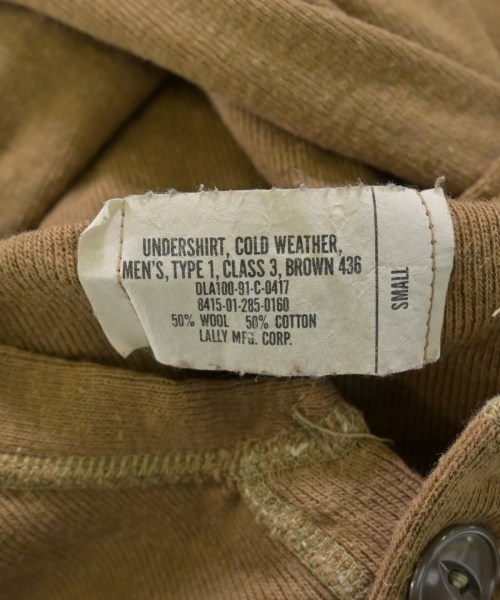 UNDERSHIRT, COLD WEATHER,
MEN'S, TYPE 1, CLASS 3, BROWN 436
DLA100-91-C-0417
8415-01-285-0160
50% WOOL 50% COTTON
LALLY MFG. CORP.
SMALL